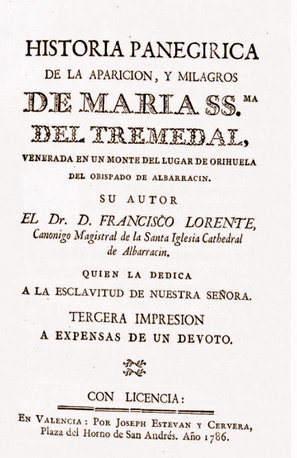 HISTORIA PANEGIRICA
DE LA APARICION, Y MILAGROS
DE MARIA SS.MA
DEL TREMEDAL,
VENERADA EN UN MONTE DEL LUGAR DE ORIHUELA
DEL OBISPADO DE ALBARRACIN.
SU AUTOR
EL Dr. D. FRANCISCO LORENTE,
Canonigo Magistral de la Santa Iglesia Cathedral
de Albarracin.
QUIEN LA DEDICA
A LA ESCLAVITUD DE NUESTRA SEÑORA.
TERCERA IMPRESION
A EXPENSAS DE UN DEVOTO.
CON LICENCIA:
EN VALENCIA: POR JOSEPH ESTEVAN Y CERVERA,
Plaza del Horno de San Andrés. Año 1786.